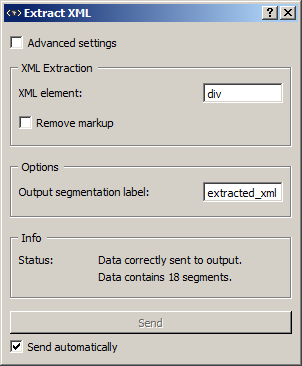 Extract XML
Advanced settings
XML Extraction
XML element: div
Remove markup
Options
Output segmentation label: extracted_xml
Info
Status: Data correctly sent to output.
Data contains 18 segments.
Send
Send automatically